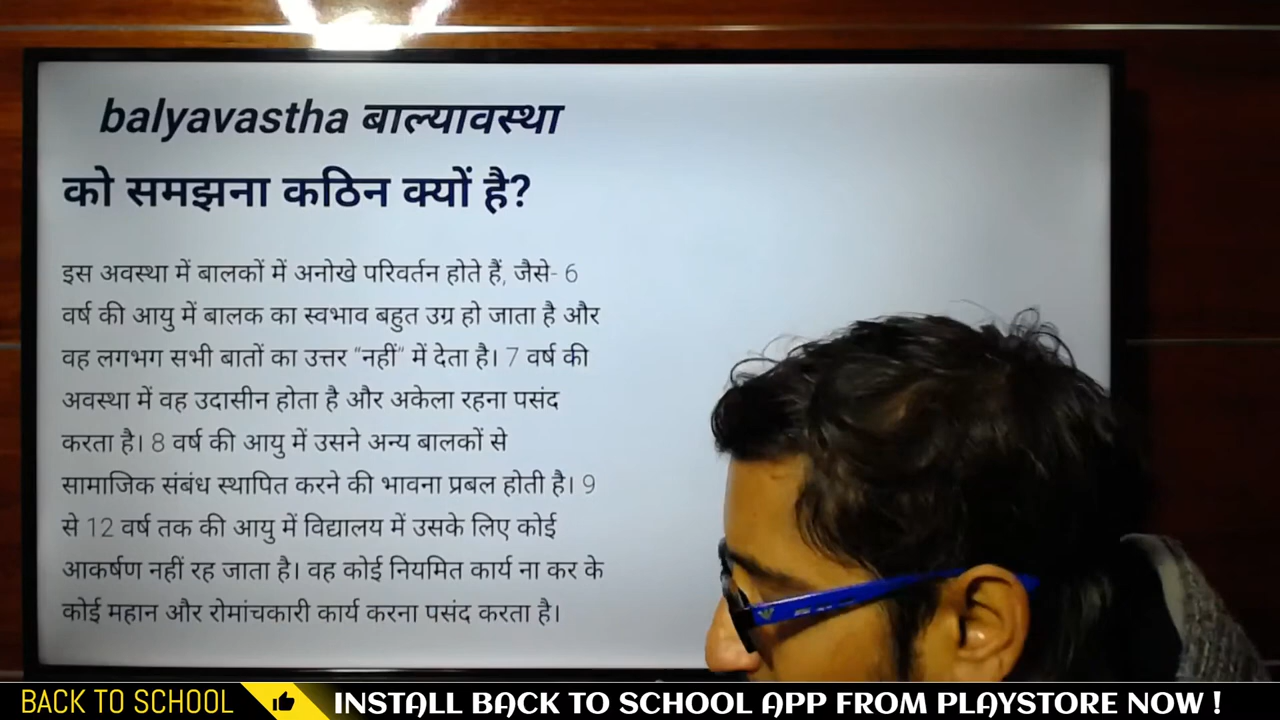 balyavastha बाल्यावस्था
को समझना कठिन क्यों है?
इस अवस्था में बालकों में अनोखे परिवर्तन होते हैं, जैसे- 6
वर्ष की आयु में बालक का स्वभाव बहुत उग्र हो जाता है और
वह लगभग सभी बातों का उत्तर “नहीं” में देता है। 7 वर्ष की
अवस्था में वह उदासीन होता है और अकेला रहना पसंद
करता है। 8 वर्ष की आयु में उसने अन्य बालकों से
सामाजिक संबंध स्थापित करने की भावना प्रबल होती है। 9
से 12 वर्ष तक की आयु में विद्यालय में उसके लिए कोई
आकर्षण नहीं रह जाता है। वह कोई नियमित कार्य ना कर के
कोई महान और रोमांचकारी कार्य करना पसंद करता है।
BACK TO SCHOOL
INSTALL BACK TO SCHOOL APP FROM PLAYSTORE NOW !